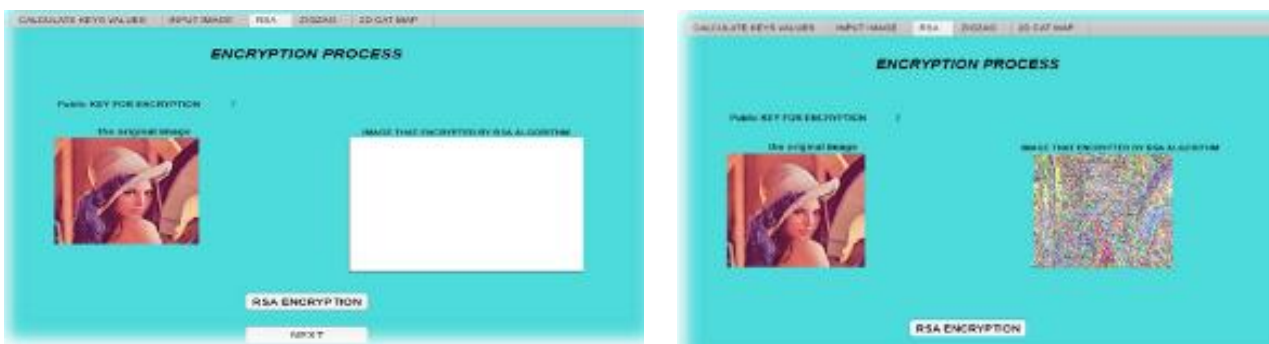 CALCULATE KEYS VALUES INPUT IMAGE RSA ZIGZAG 2D CAT MAP
ENCRYPTION PROCESS
Public KEY FOR ENCRYPTION 7
the original image
IMAGE THAT ENCRYPTED BY RSA ALGORITHM
RSA ENCRYPTION
NEXT
CALCULATE KEYS VALUES INPUT IMAGE RSA ZIGZAG 2D CAT MAP
ENCRYPTION PROCESS
Public KEY FOR ENCRYPTION 7
the original image
IMAGE THAT ENCRYPTED BY RSA ALGORITHM
RSA ENCRYPTION